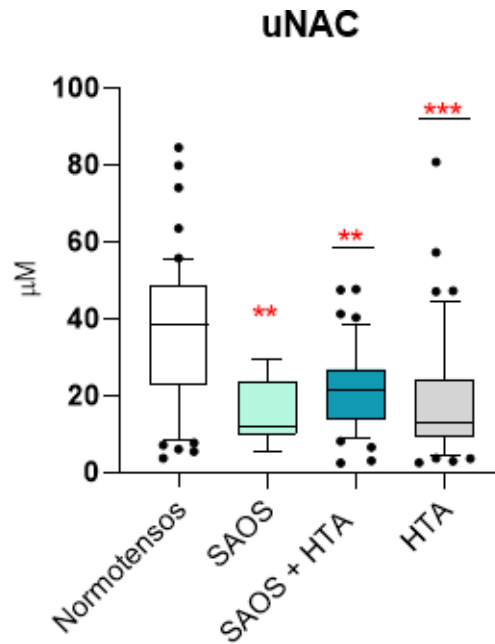 uNAC
100
80
60
40
20
0
μM
**
**
***
Normotensos
SAOS
SAOS + HTA
HTA